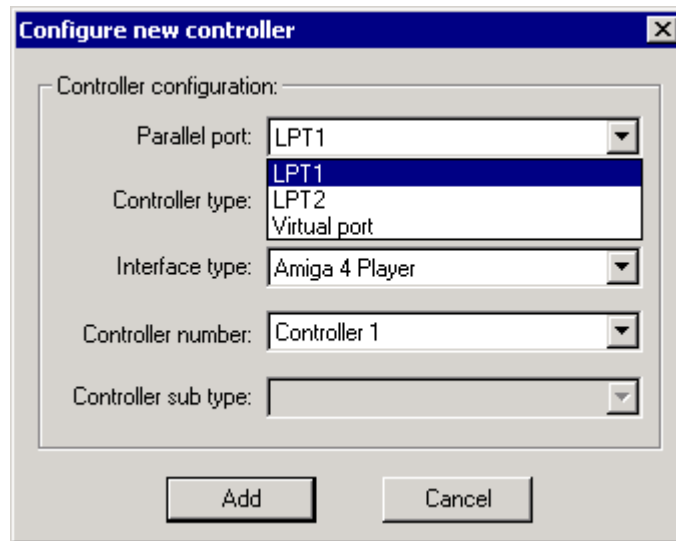 Configure new controller
Controller configuration:
Parallel port: LPT1
LPT1
Controller type: LPT2
Virtual port
Interface type: Amiga 4 Player
Controller number: Controller 1
Controller sub type:
Add Cancel